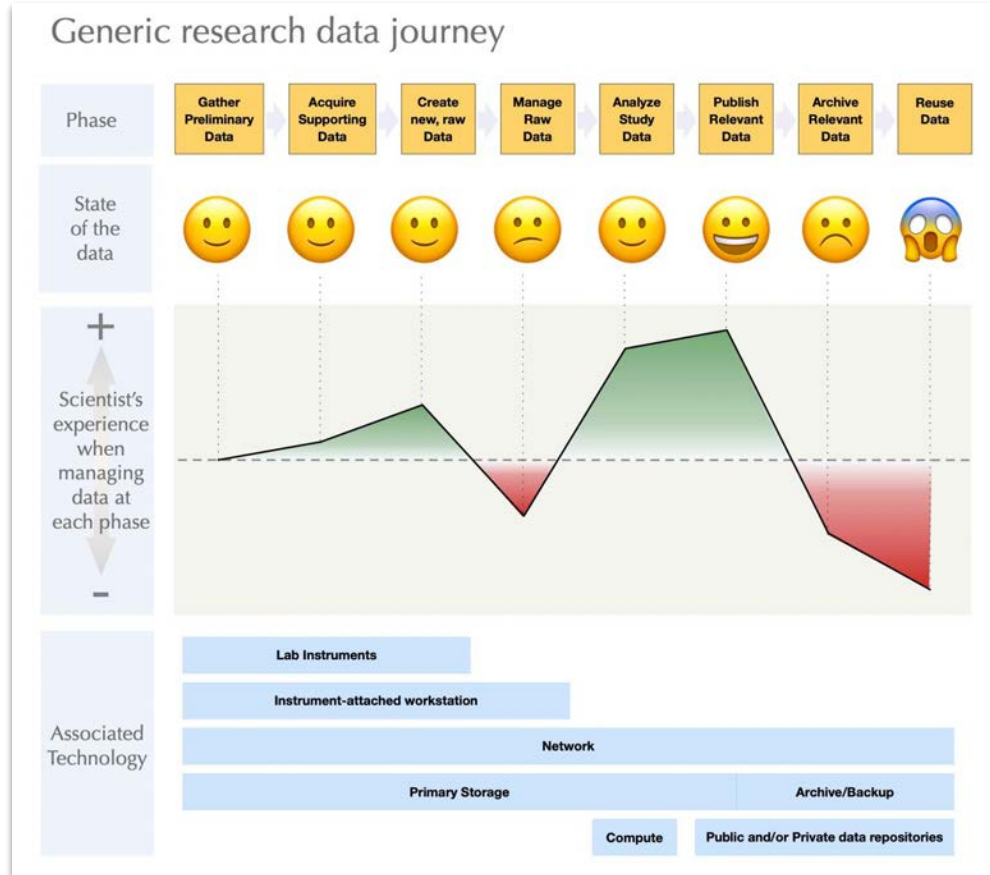 Generic research data journey
Phase
Gather
Preliminary
Data
Acquire
Supporting
Data
Create
new, raw
Data
Manage
Raw
Data
Analyze
Study
Data
Publish
Relevant
Data
Archive
Relevant
Data
Reuse
Data
State
of the
data
+
Scientist's
experience
when
managing
data at
each phase
-
Associated
Technology
Lab Instruments
Instrument-attached workstation
Network
Primary Storage
Archive/Backup
Compute
Public and/or Private data repositories